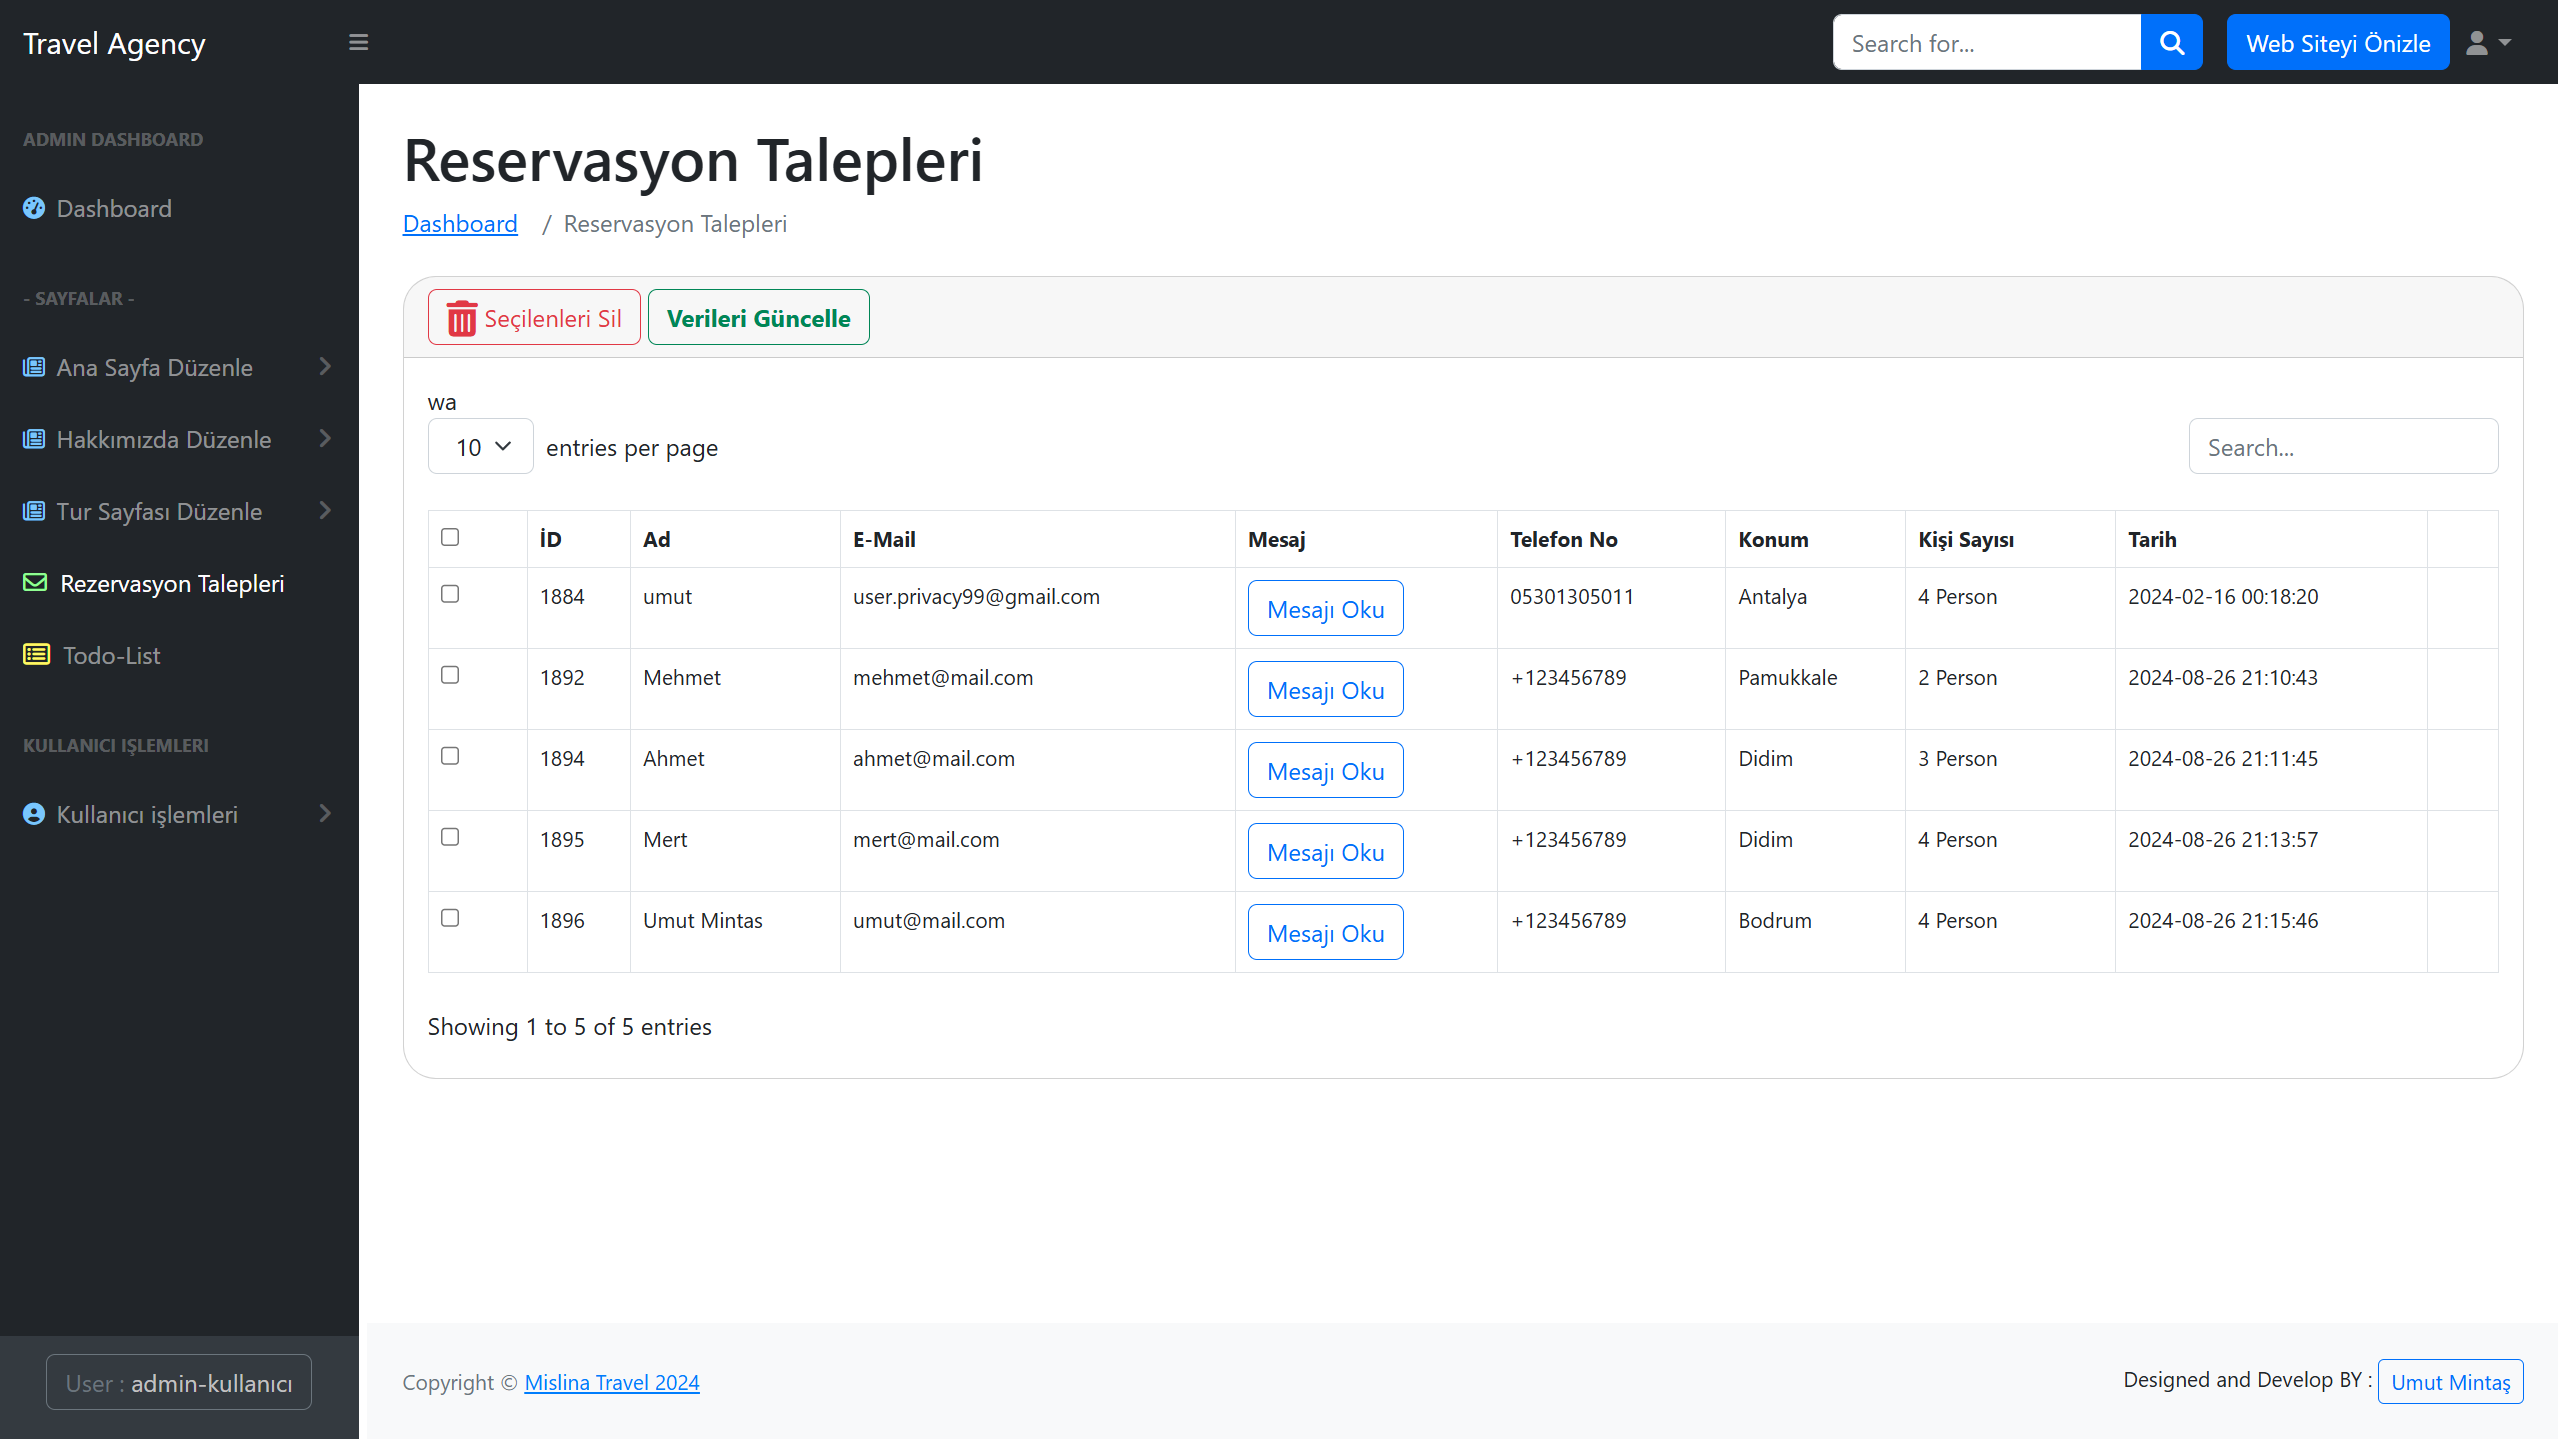 Travel Agency
Search for...
Web Siteyi Önizle
ADMIN DASHBOARD
Dashboard
- SAYFALAR -
Ana Sayfa Düzenle
Hakkımızda Düzenle
Tur Sayfası Düzenle
Rezervasyon Talepleri
Todo-List
KULLANICI IŞLEMLERI
Kullanıcı işlemleri
User : admin-kullanıcı
Reservasyon Talepleri
Dashboard / Reservasyon Talepleri
Seçilenleri Sil Verileri Güncelle
wa
10 entries per page
Search...
İD Ad E-Mail Mesaj Telefon No Konum Kişi Sayısı Tarih
1884 umut user.privacy99@gmail.com Mesajı Oku 05301305011 Antalya 4 Person 2024-02-16 00:18:20
1892 Mehmet mehmet@mail.com Mesajı Oku +123456789 Pamukkale 2 Person 2024-08-26 21:10:43
1894 Ahmet ahmet@mail.com Mesajı Oku +123456789 Didim 3 Person 2024-08-26 21:11:45
1895 Mert mert@mail.com Mesajı Oku +123456789 Didim 4 Person 2024-08-26 21:13:57
1896 Umut Mintas umut@mail.com Mesajı Oku +123456789 Bodrum 4 Person 2024-08-26 21:15:46
Showing 1 to 5 of 5 entries
Copyright © Mislina Travel 2024
Designed and Develop BY : Umut Mintaş